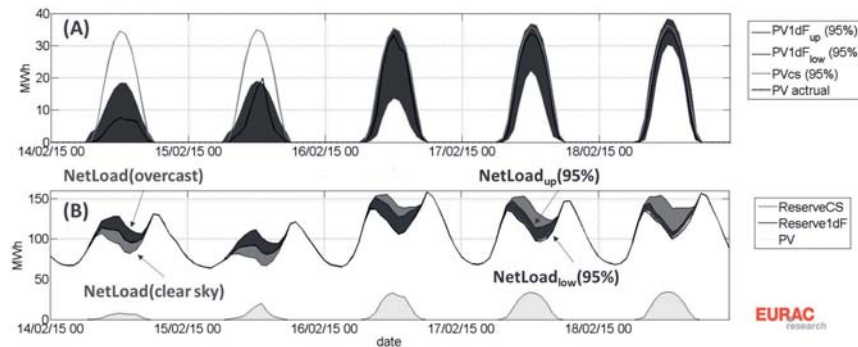 (A)
40
30
20
10
0
MWh
14/02/15 00 15/02/15 00 16/02/15 00 17/02/15 00 18/02/15 00
PV1dFup (95%)
PV1dFlow (95%
PVcs (95%)
PV actrual
NetLoad(overcast) NetLoadup(95%)
(B)
150
100
50
0
MWh
NetLoad(clear sky) NetLoadlow(95%)
14/02/15 00 15/02/15 00 16/02/15 00 17/02/15 00 18/02/15 00
date
ReserveCS
Reserve1dF
PV
EURAC
research